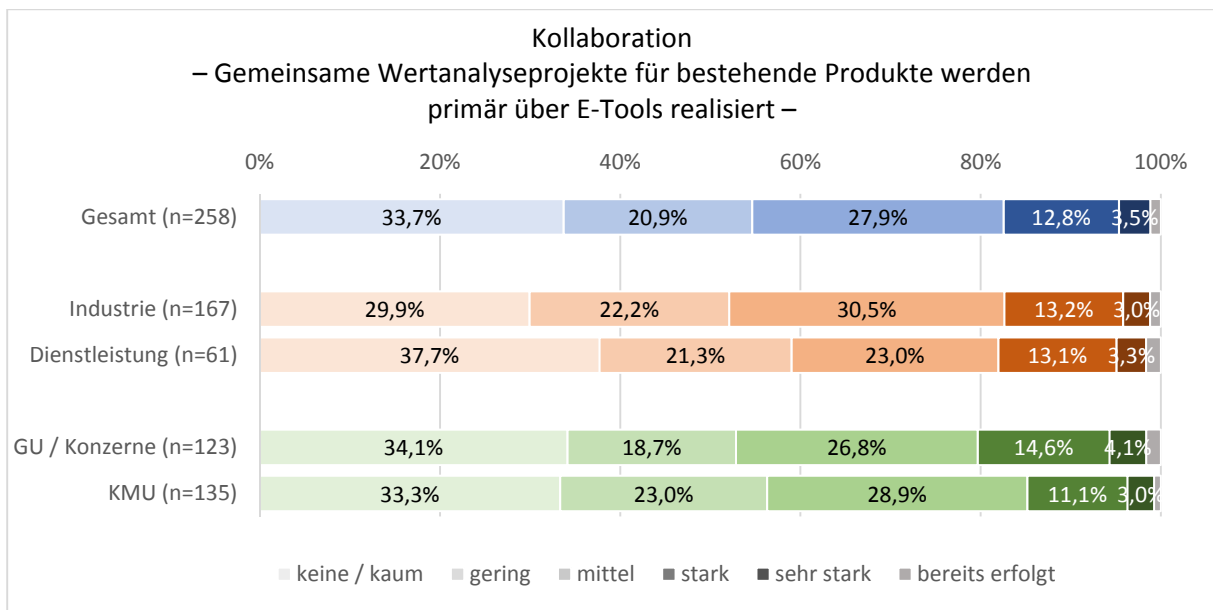 Kollaboration
– Gemeinsame Wertanalyseprojekte für bestehende Produkte werden
primär über E-Tools realisiert –
0% 20% 40% 60% 80% 100%
Gesamt (n=258) 33,7% 20,9% 27,9% 12,8% 3,5%
Industrie (n=167) 29,9% 22,2% 30,5% 13,2% 3,0%
Dienstleistung (n=61) 37,7% 21,3% 23,0% 13,1% 3,3%
GU / Konzerne (n=123) 34,1% 18,7% 26,8% 14,6% 4,1%
KMU (n=135) 33,3% 23,0% 28,9% 11,1% 3,0%
keine / kaum gering mittel stark sehr stark bereits erfolgt